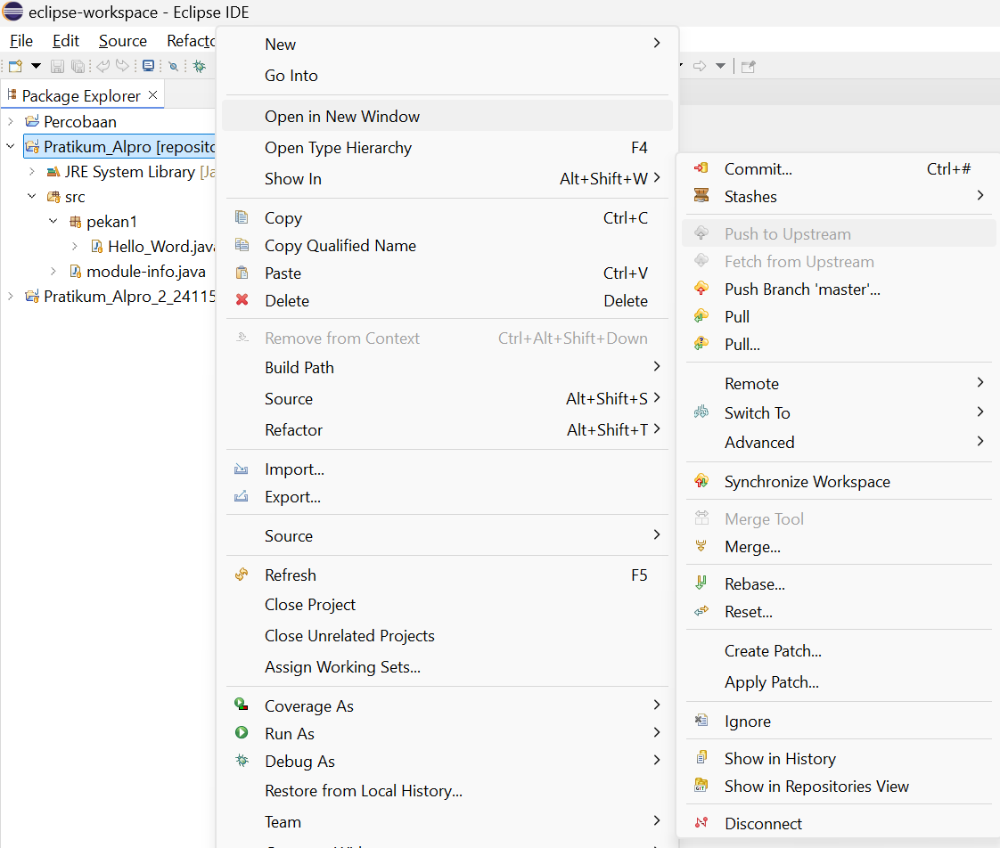 eclipse-workspace - Eclipse IDE
File Edit Source Refacto
Package Explorer
Percobaan
Pratikum_Alpro [reposito
JRE System Library [Ja
src
pekan1
Hello_Word.java
module-info.java
Pratikum_Alpro_2_24115
New
Go Into
Open in New Window
Open Type Hierarchy F4
Show In Alt+Shift+W
Copy Ctrl+C
Copy Qualified Name
Paste Ctrl+V
Delete Delete
Remove from Context Ctrl+Alt+Shift+Down
Build Path
Source Alt+Shift+S
Refactor Alt+Shift+T
Import...
Export...
Source
Refresh F5
Close Project
Close Unrelated Projects
Assign Working Sets...
Coverage As
Run As
Debug As
Restore from Local History...
Team
Commit... Ctrl+#
Stashes
Push to Upstream
Fetch from Upstream
Push Branch 'master'...
Pull
Pull...
Remote
Switch To
Advanced
Synchronize Workspace
Merge Tool
Merge...
Rebase...
Reset...
Create Patch...
Apply Patch...
Ignore
Show in History
Show in Repositories View
Disconnect